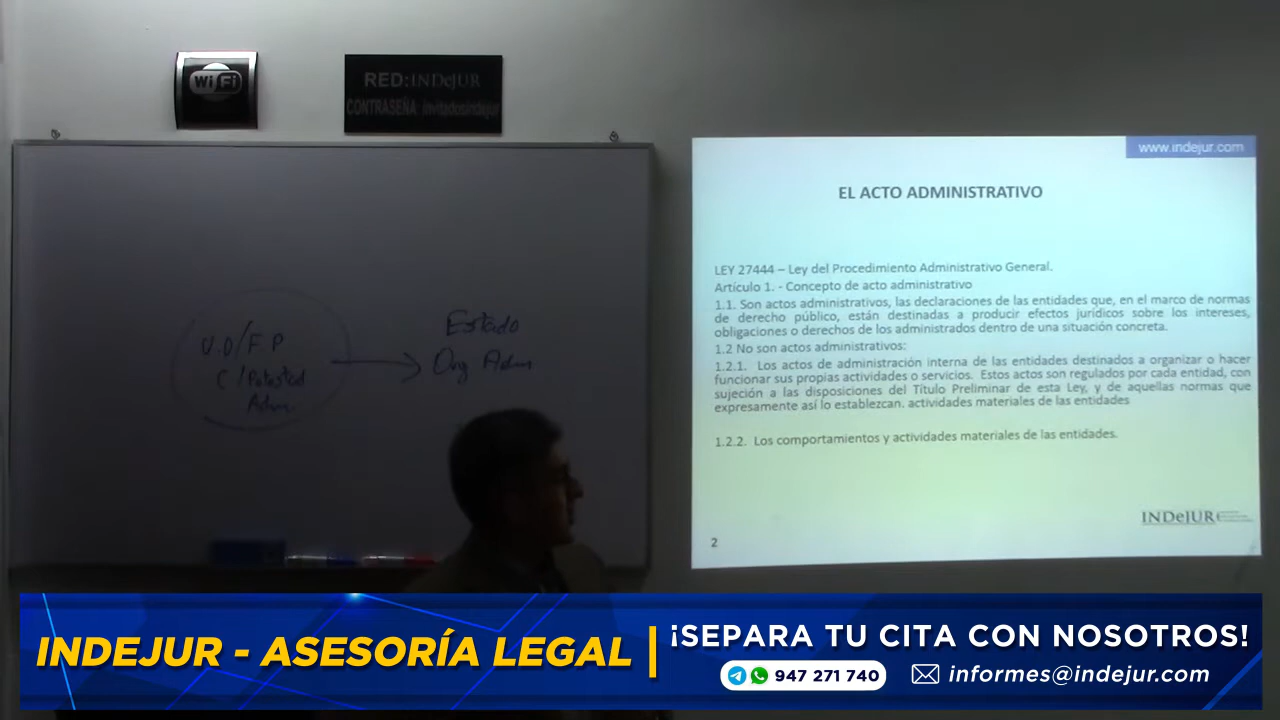 WiFi
RED:INDeJUR
CONTRASEÑA: invitadosindejur
U.D/F.P
C/Potestad
Adm.
Estado
Org Adm
www.indejur.com
EL ACTO ADMINISTRATIVO
LEY 27444 – Ley del Procedimiento Administrativo General.
Artículo 1. - Concepto de acto administrativo
1.1. Son actos administrativos, las declaraciones de las entidades que, en el marco de normas
de derecho público, están destinadas a producir efectos jurídicos sobre los intereses,
obligaciones o derechos de los administrados dentro de una situación concreta.
1.2 No son actos administrativos:
1.2.1. Los actos de administración interna de las entidades destinados a organizar o hacer
funcionar sus propias actividades o servicios. Estos actos son regulados por cada entidad, con
sujeción a las disposiciones del Título Preliminar de esta Ley, y de aquellas normas que
expresamente así lo establezcan. actividades materiales de las entidades
1.2.2. Los comportamientos y actividades materiales de las entidades.
INDeJUR
2
INDEJUR - ASESORÍA LEGAL
¡SEPARA TU CITA CON NOSOTROS!
947 271 740
informes@indejur.com